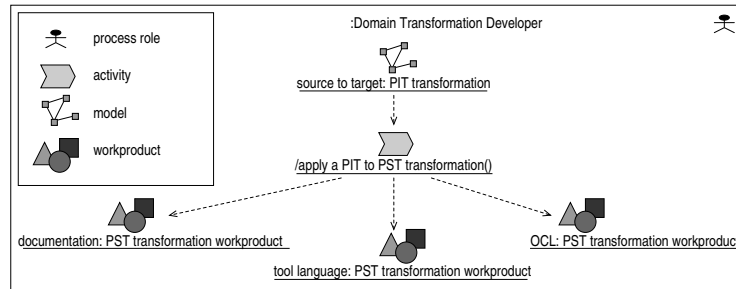 :Domain Transformation Developer
process role
activity
model
workproduct
source to target: PIT transformation
/apply a PIT to PST transformation()
documentation: PST transformation workproduct
OCL: PST transformation workproduct
tool language: PST transformation workproduct